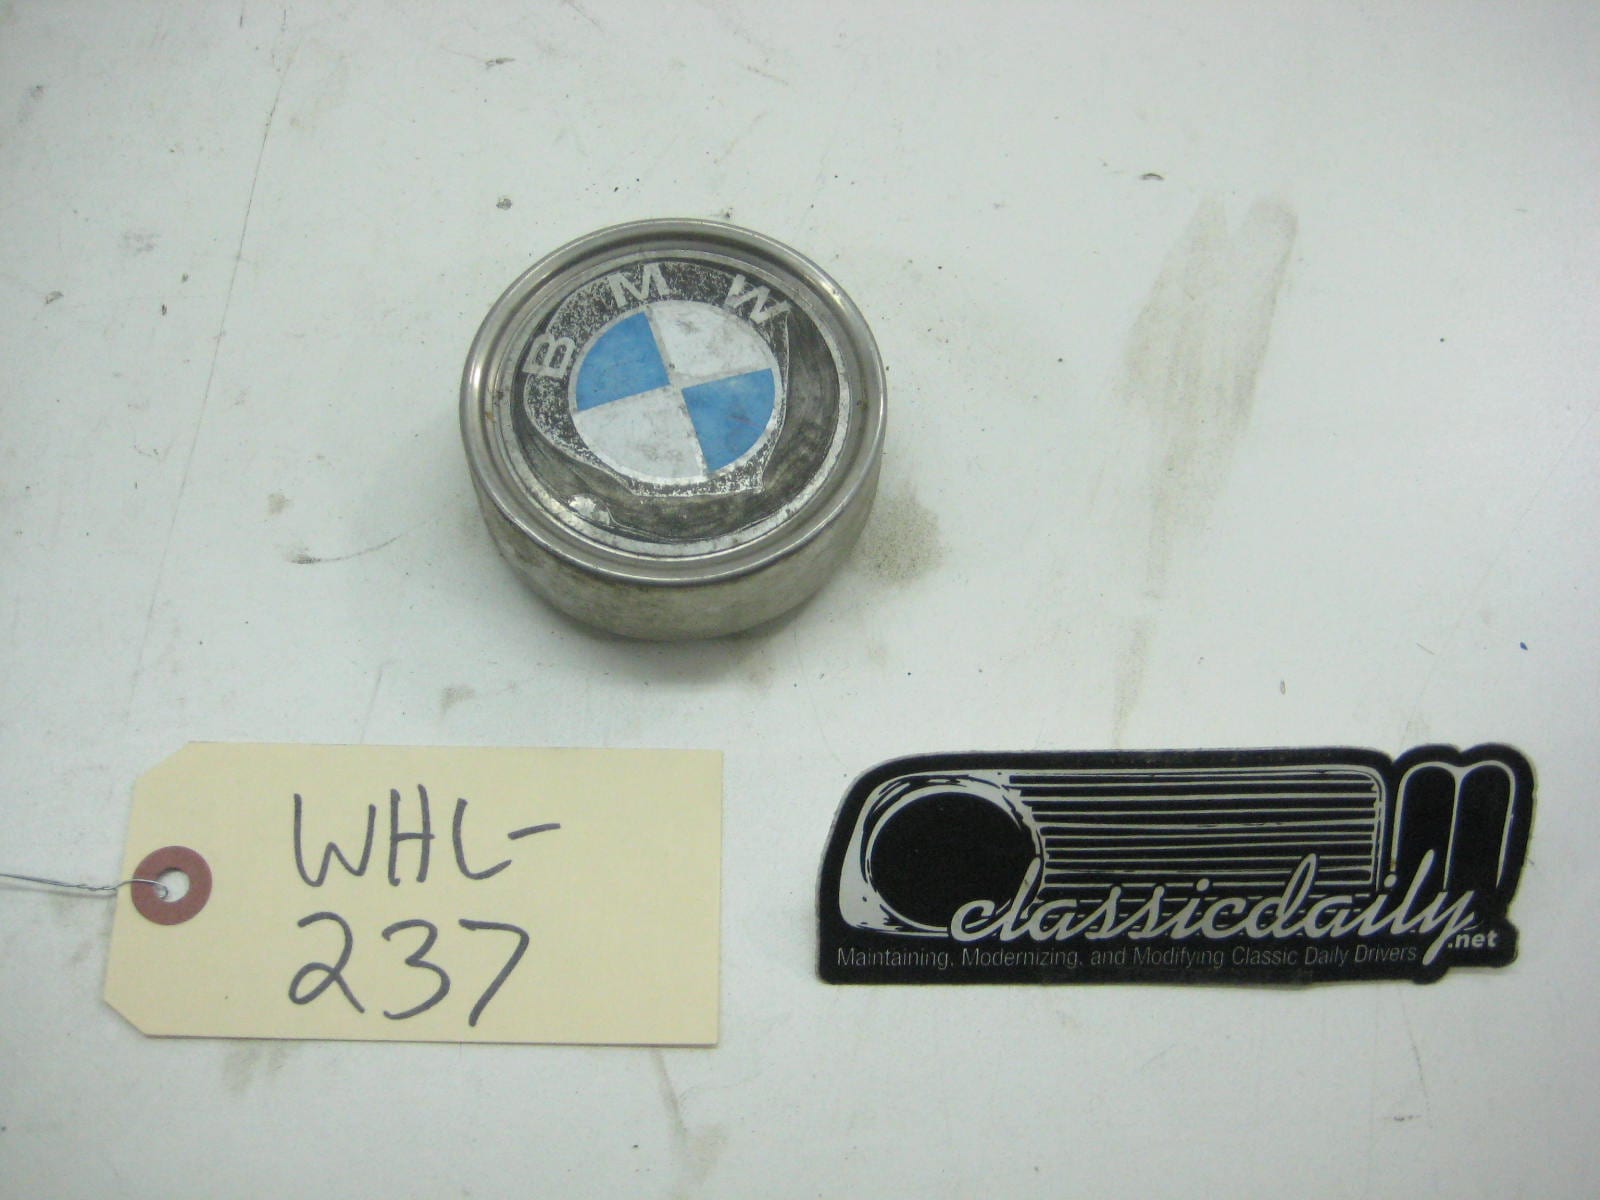 BMW
WHL-
237
classicdaily.net
Maintaining, Modernizing, and Modifying Classic Daily Drivers